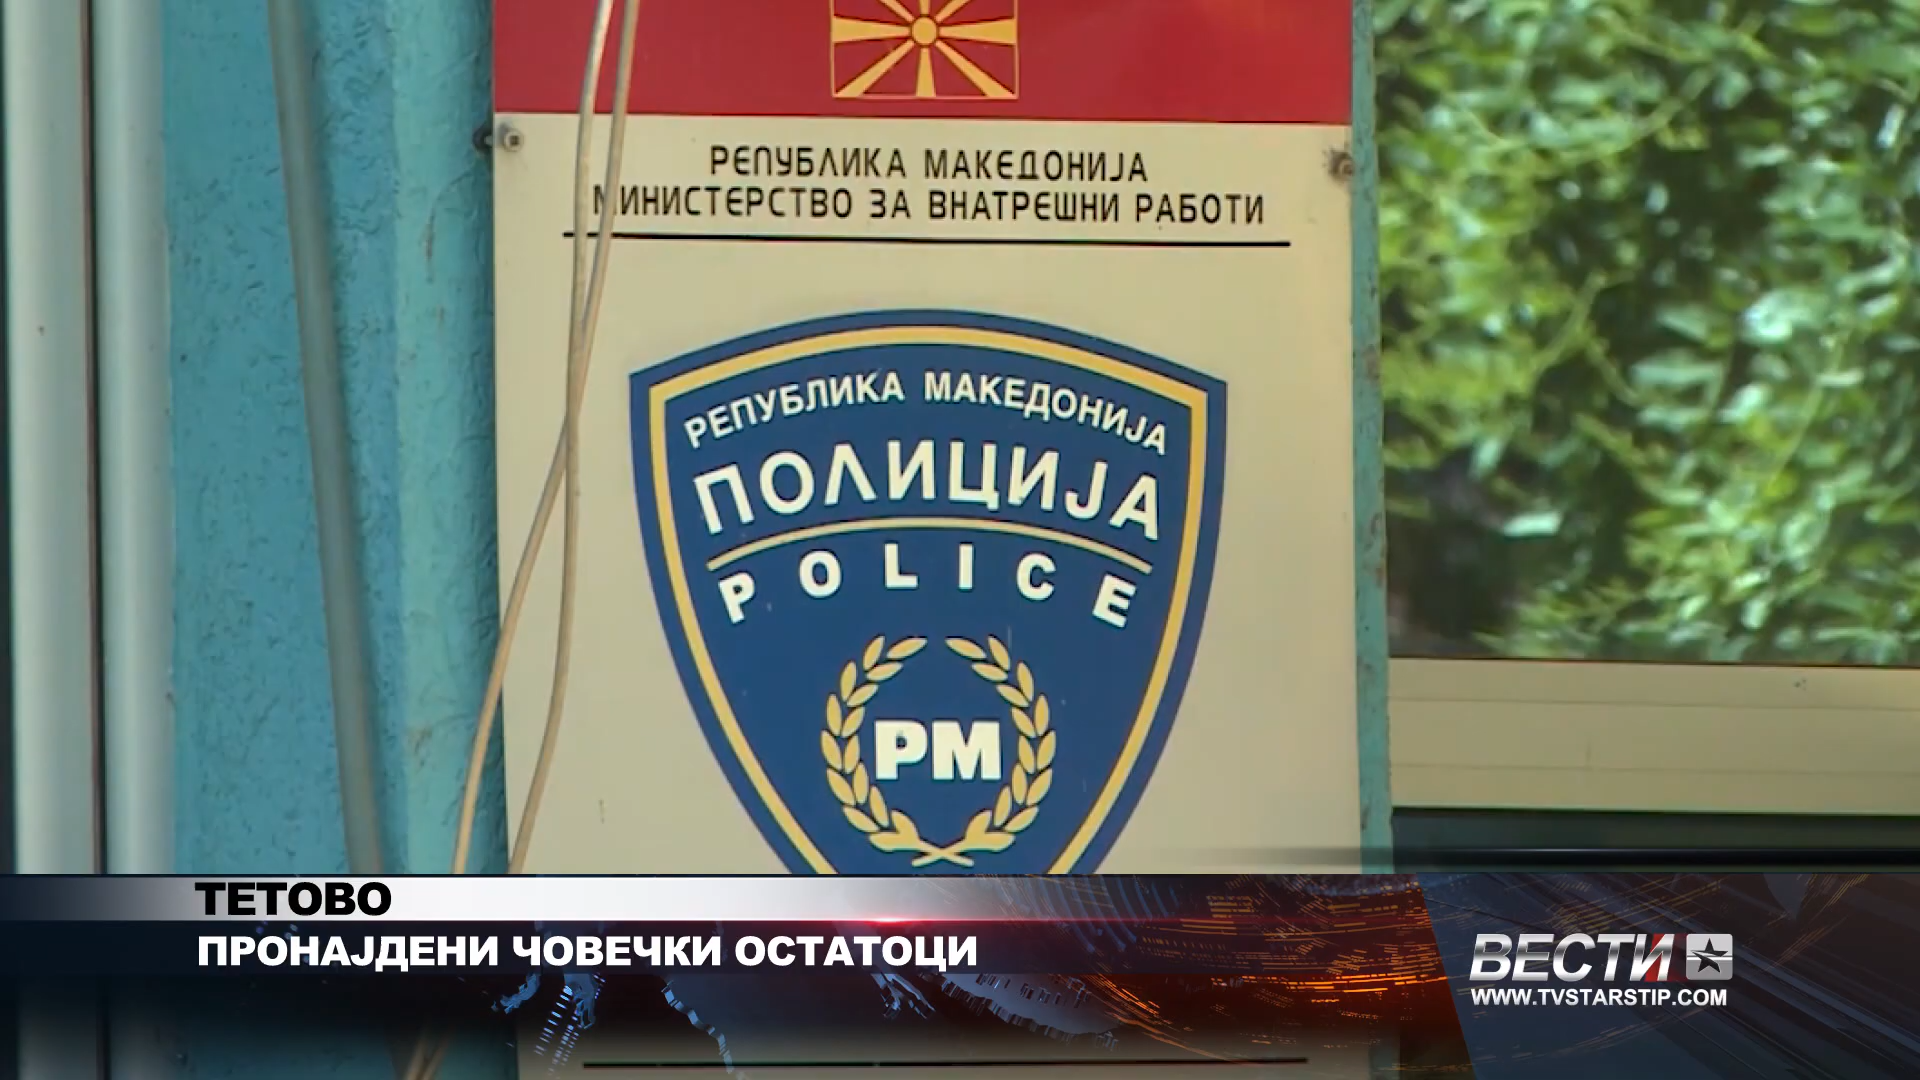 РЕПУБЛИКА МАКЕДОНИЈА
МИНИСТЕРСТВО ЗА ВНАТРЕШНИ РАБОТИ
РЕПУБЛИКА МАКЕДОНИЈА
ПОЛИЦИЈА
POLICE
РМ
ТЕТОВО
ПРОНАЈДЕНИ ЧОВЕЧКИ ОСТАТОЦИ
ВЕСТИ
WWW.TVSTARSTIP.COM